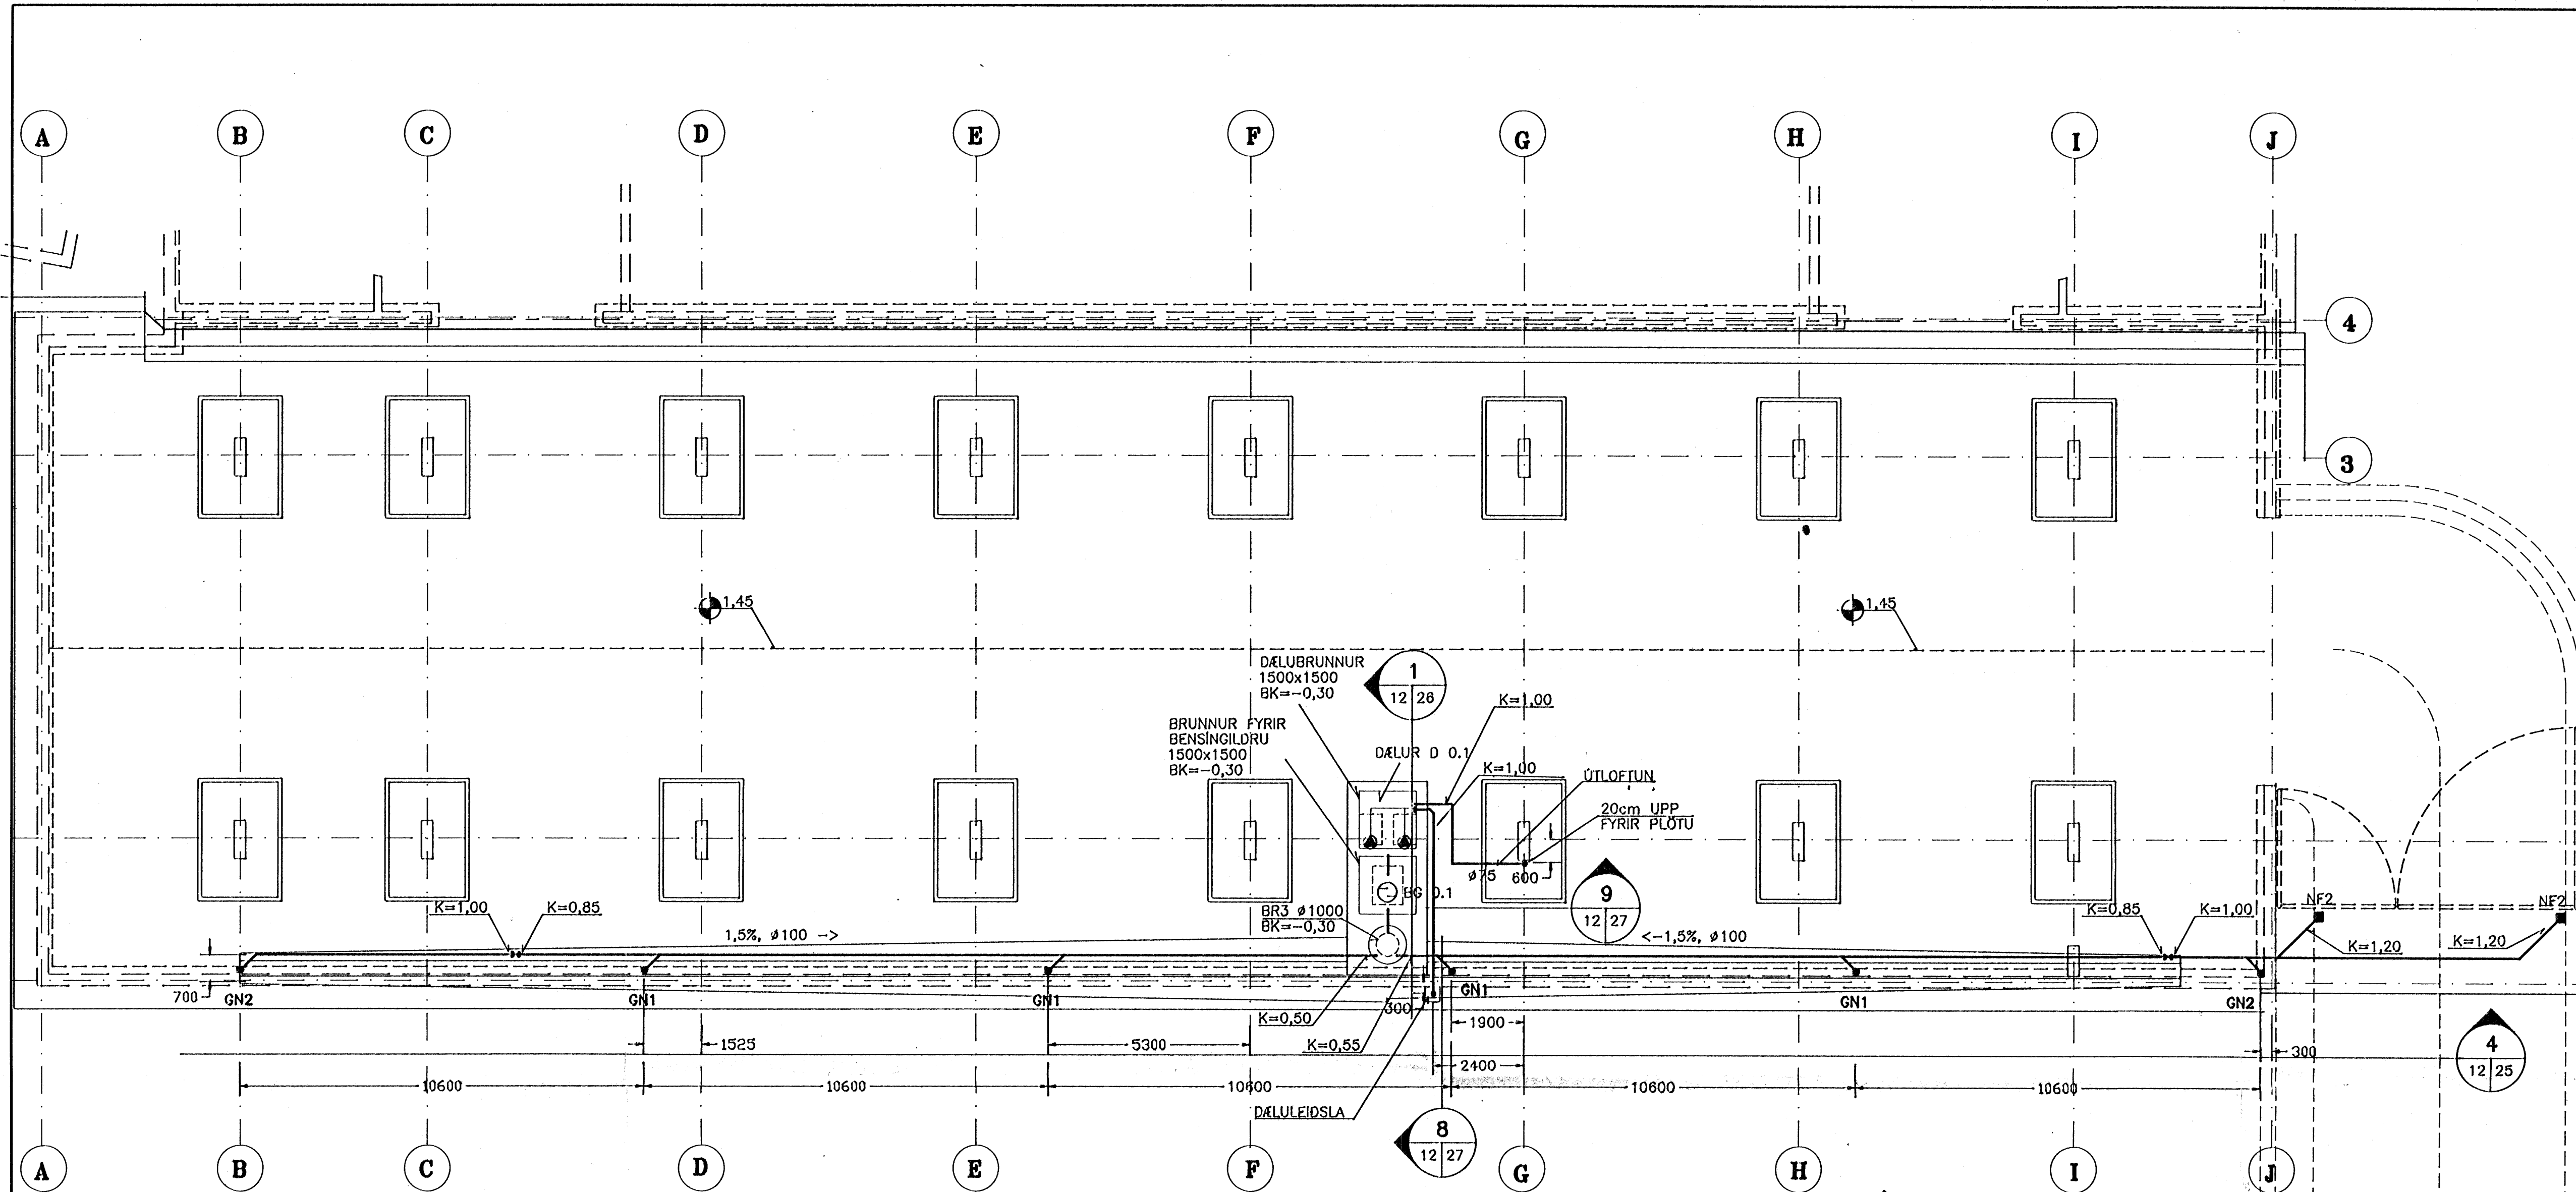 A
B
C
D
E
F
G
H
I
J
4
3
1,45
1,45
DÆLUBRUNNUR
1500x1500
BK=-0,30
1
12 26
K=1,00
BRUNNUR FYRIR
BENSÍNGILDRU
1500x1500
BK=-0,30
DÆLUR D 0.1
K=1,00
ÚTLOFTUN
20cm UPP
FYRIR PLÖTU
ø75
600
BG 0.1
9
12 27
K=1,00
K=0,85
BR3 ø1000
BK=-0,30
1,5%, ø100 ->
<-1,5%, ø100
K=0,85
K=1,00
NF2
NF2
K=1,20
K=1,20
700
GN2
GN1
GN1
GN1
GN1
GN2
K=0,50
300
K=0,55
1900
1525
5300
2400
300
4
12 25
10600
10600
10600
10600
10600
DÆLULEIÐSLA
8
12 27
A
B
C
D
E
F
G
H
I
J